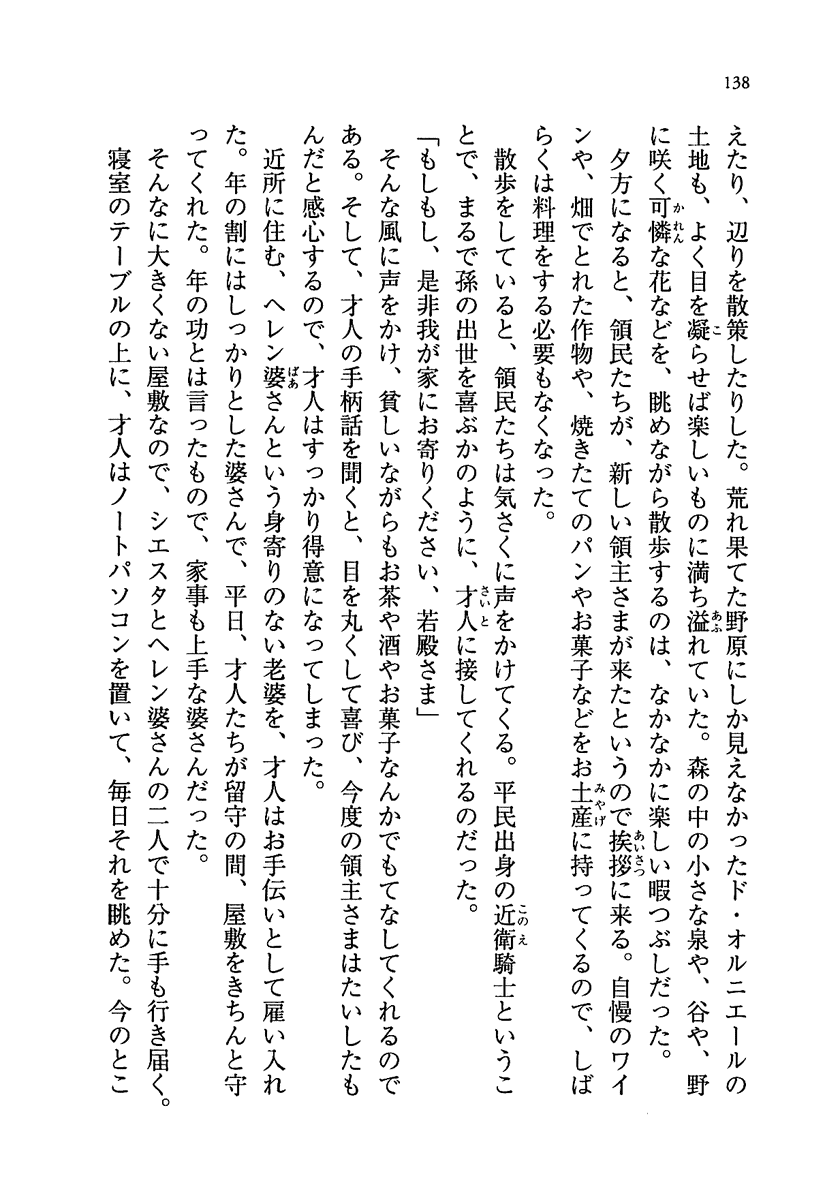 138
えたり、辺りを散策したりした。荒れ果てた野原にしか見えなかったド・オルニエールの
土地も、よく目を凝らせば楽しいものに満ち溢れていた。森の中の小さな泉や、谷や、野
に咲く可憐な花などを、眺めながら散歩するのは、なかなかに楽しい暇つぶしだった。
夕方になると、領民たちが、新しい領主さまが来たというので挨拶に来る。自慢のワイ
ンや、畑でとれた作物や、焼きたてのパンやお菓子などをお土産に持ってくるので、しば
らくは料理をする必要もなくなった。
散歩をしていると、領民たちは気さくに声をかけてくる。平民出身の近衛騎士というこ
とで、まるで孫の出世を喜ぶかのように、才人に接してくれるのだった。
「もしもし、是非我が家にお寄りください、若殿さま」
そんな風に声をかけ、貧しいながらもお茶や酒やお菓子なんかでもてなしてくれるので
ある。そして、才人の手柄話を聞くと、目を丸くして喜び、今度の領主さまはたいしたも
んだと感心するので、才人はすっかり得意になってしまった。
近所に住む、ヘレン婆さんという身寄りのない老婆を、才人はお手伝いとして雇い入れ
た。年の割にはしっかりとした婆さんで、平日、才人たちが留守の間、屋敷をきちんと守
ってくれた。年の功とは言ったもので、家事も上手な婆さんだった。
そんなに大きくない屋敷なので、シエスタとヘレン婆さんの二人で十分に手も行き届く。
寝室のテーブルの上に、才人はノートパソコンを置いて、毎日それを眺めた。今のとこ